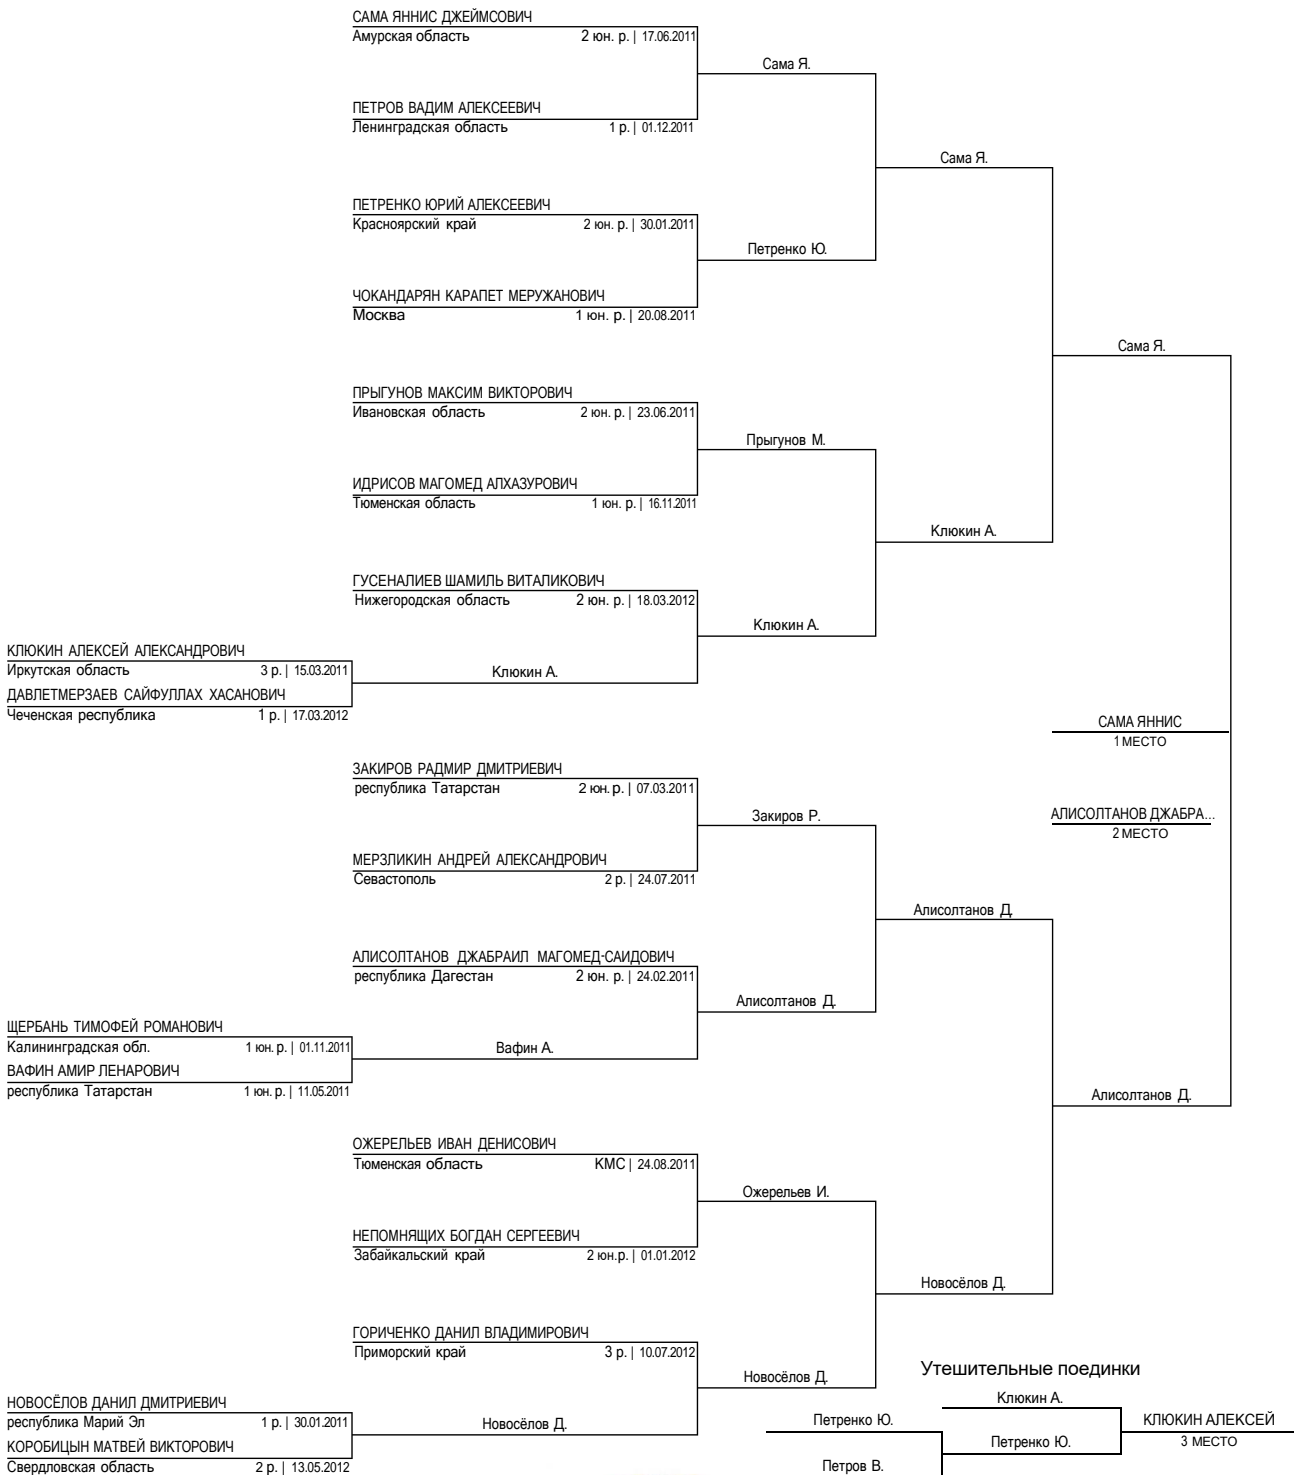 САМА ЯННИС ДЖЕЙМСОВИЧ
Амурская область 2 юн. р. | 17.06.2011
Сама Я.
ПЕТРОВ ВАДИМ АЛЕКСЕЕВИЧ
Ленинградская область 1 р. | 01.12.2011
Сама Я.
ПЕТРЕНКО ЮРИЙ АЛЕКСЕЕВИЧ
Красноярский край 2 юн. р. | 30.01.2011
Петренко Ю.
ЧОКАНДАРЯН КАРАПЕТ МЕРУЖАНОВИЧ
Москва 1 юн. р. | 20.08.2011
Сама Я.
ПРЫГУНОВ МАКСИМ ВИКТОРОВИЧ
Ивановская область 2 юн. р. | 23.06.2011
Прыгунов М.
ИДРИСОВ МАГОМЕД АЛХАЗУРОВИЧ
Тюменская область 1 юн. р. | 16.11.2011
Клюкин А.
ГУСЕНАЛИЕВ ШАМИЛЬ ВИТАЛИКОВИЧ
Нижегородская область 2 юн. р. | 18.03.2012
Клюкин А.
КЛЮКИН АЛЕКСЕЙ АЛЕКСАНДРОВИЧ
Иркутская область 3 р. | 15.03.2011
Клюкин А.
ДАВЛЕТМЕРЗАЕВ САЙФУЛЛАХ ХАСАНОВИЧ
Чеченская республика 1 р. | 17.03.2012
САМА ЯННИС
1 МЕСТО
ЗАКИРОВ РАДМИР ДМИТРИЕВИЧ
республика Татарстан 2 юн. р. | 07.03.2011
Закиров Р.
АЛИСОЛТАНОВ ДЖАБРА...
2 МЕСТО
МЕРЗЛИКИН АНДРЕЙ АЛЕКСАНДРОВИЧ
Севастополь 2 р. | 24.07.2011
Алисолтанов Д.
АЛИСОЛТАНОВ ДЖАБРАИЛ МАГОМЕД-САИДОВИЧ
республика Дагестан 2 юн. р. | 24.02.2011
Алисолтанов Д.
ЩЕРБАНЬ ТИМОФЕЙ РОМАНОВИЧ
Калининградская обл. 1 юн. р. | 01.11.2011
Вафин А.
ВАФИН АМИР ЛЕНАРОВИЧ
республика Татарстан 1 юн. р. | 11.05.2011
Алисолтанов Д.
ОЖЕРЕЛЬЕВ ИВАН ДЕНИСОВИЧ
Тюменская область КМС | 24.08.2011
Ожерельев И.
НЕПОМНЯЩИХ БОГДАН СЕРГЕЕВИЧ
Забайкальский край 2 юн.р. | 01.01.2012
Новосёлов Д.
ГОРИЧЕНКО ДАНИЛ ВЛАДИМИРОВИЧ
Приморский край 3 р. | 10.07.2012
Новосёлов Д.
НОВОСЁЛОВ ДАНИЛ ДМИТРИЕВИЧ
республика Марий Эл 1 р. | 30.01.2011
Новосёлов Д.
КОРОБИЦЫН МАТВЕЙ ВИКТОРОВИЧ
Свердловская область 2 р. | 13.05.2012
Утешительные поединки
Клюкин А.
Петренко Ю.
КЛЮКИН АЛЕКСЕЙ
3 МЕСТО
Петренко Ю.
Петров В.